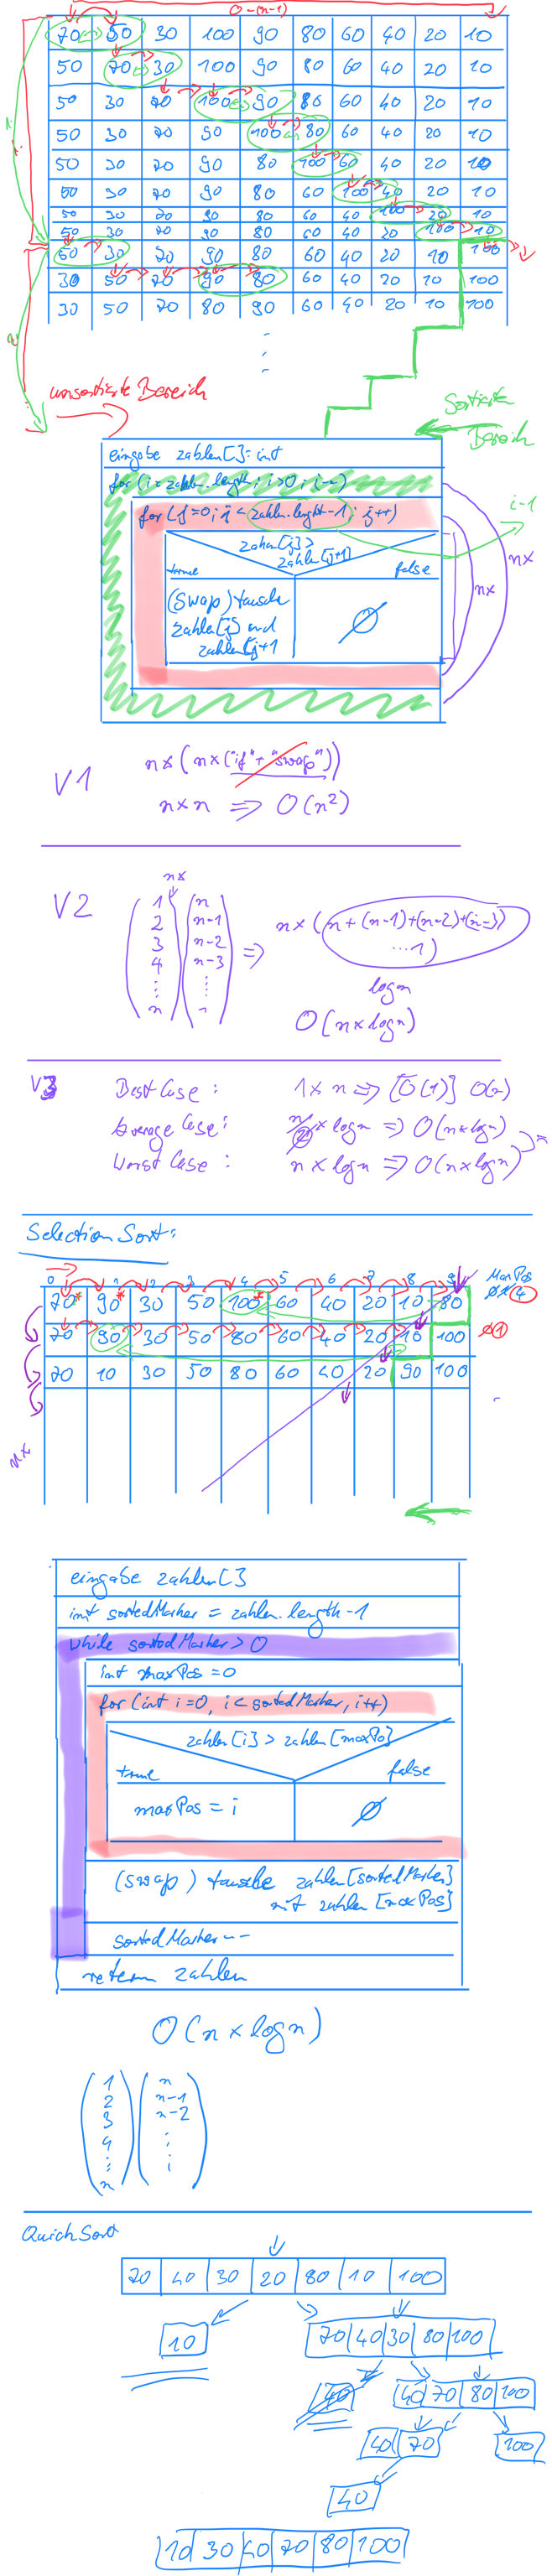 0-(n-1)
70 50 30 100 90 80 60 40 20 10
50 70 30 100 90 80 60 40 20 10
50 30 70 100 90 80 60 40 20 10
50 30 70 90 100 80 60 40 20 10
50 30 70 90 80 100 60 40 20 10
50 30 70 90 80 60 100 40 20 10
50 30 70 90 80 60 40 100 20 10
50 30 70 90 80 60 40 20 100 10
50 30 70 90 80 60 40 20 10 100
30 50 70 90 80 60 40 20 10 100
30 50 70 80 90 60 40 20 10 100
unsortierte Bereich
Sortierte Bereich
eingabe zahlen[]: int
for (i = zahlen.length; i>0; i--)
for (j=0; j < zahlen.lenght-1; j++)
i-1
zahlen[j] >
zahlen[j+1]
true
false
(Swap) tausche
zahlen[j] und
zahlen[j+1
Ø
nx
nx
V1
n x (n x ("if" + "swap"))
n x n => O(n²)
V2
nx
1 n
2 n-1
3 n-2
4 n-3
n
=>
n x (n + (n-1) + (n-2) + (n-3)
...1)
log n
O(n x log n)
V3
Best Case: 1 x n => [O(1)] O(n)
Average Case: x log n => O(n x log n)
Worst Case: n x log n => O(n x log n)
Selection Sort:
0 1 2 3 4 5 6 7 8 9
MaxPos
70 90 30 50 100 60 40 20 10 80
0 1 4
70 90 30 50 80 60 40 20 10 100
0 1
70 10 30 50 80 60 40 20 90 100
nx
eingabe zahlen[]
int sortedMarker = zahlen.length-1
while sortedMarker > 0
int maxPos = 0
for (int i=0, i< sortedMarker, i++)
zahlen[i] > zahlen[maxPo]
true
false
maxPos = i
Ø
(swap) tausche zahlen[sortedMarker]
mit zahlen [maxPos]
sortedMarker--
return zahlen
O(n x log n)
1 n
2 n-1
3 n-2
4
n
QuickSort
70 40 30 20 80 10 100
10
70 40 30 80 100
40 70 80 100
40 70
100
40
10 30 40 70 80 100